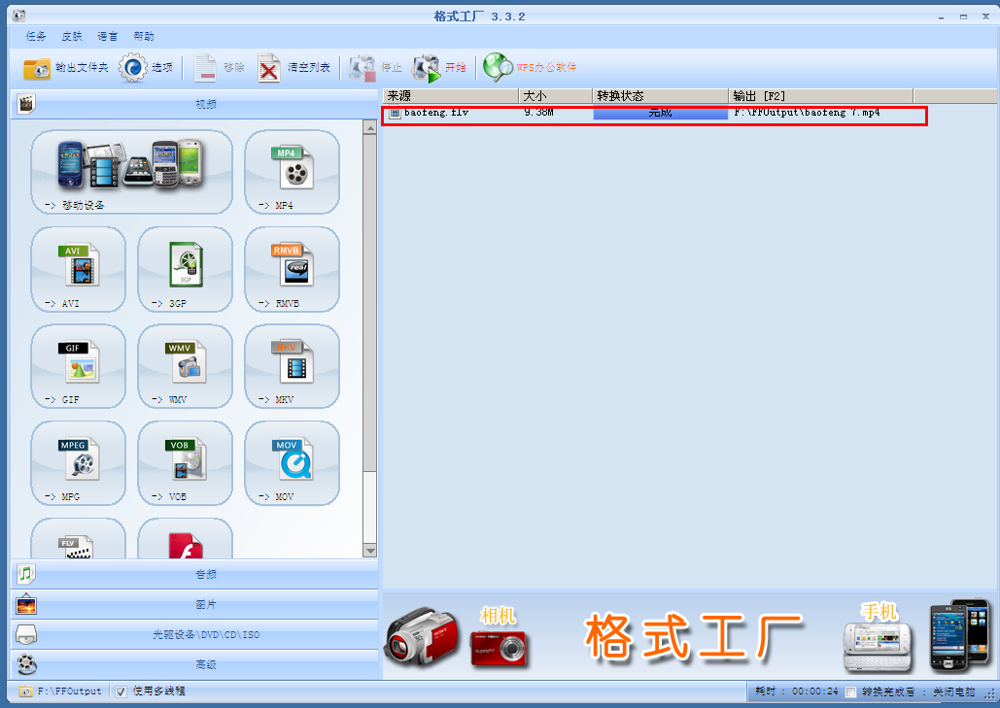 格式工厂 3.3.2
任务 皮肤 语言 帮助
输出文件夹 选项 移除 清空列表 停止 开始 WPS办公软件
视频
来源 大小 转换状态 输出 [F2]
baofeng.flv 9.38M 完成 F:\FFOutput\baofeng 7.mp4
MP4
-> 移动设备 -> MP4
AVI 3GP RMVB real
-> AVI -> 3GP -> RMVB
GIF WMV MKV
-> GIF -> WMV -> MKV
MPEG VOB MOV
-> MPG -> VOB -> MOV
FLV
音频
图片
光驱设备\DVD\CD\ISO
高级
相机 格式工厂 手机
F:\FFOutput 使用多线程 耗时 : 00:00:24 转换完成后 : 关闭电脑